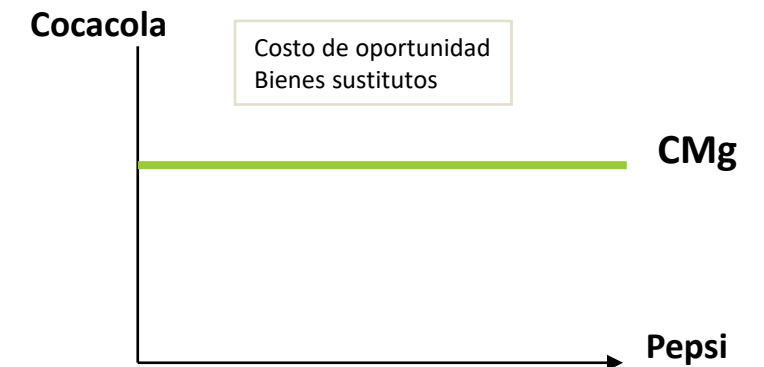 Cocacola
Costo de oportunidad
Bienes sustitutos
CMg
Pepsi